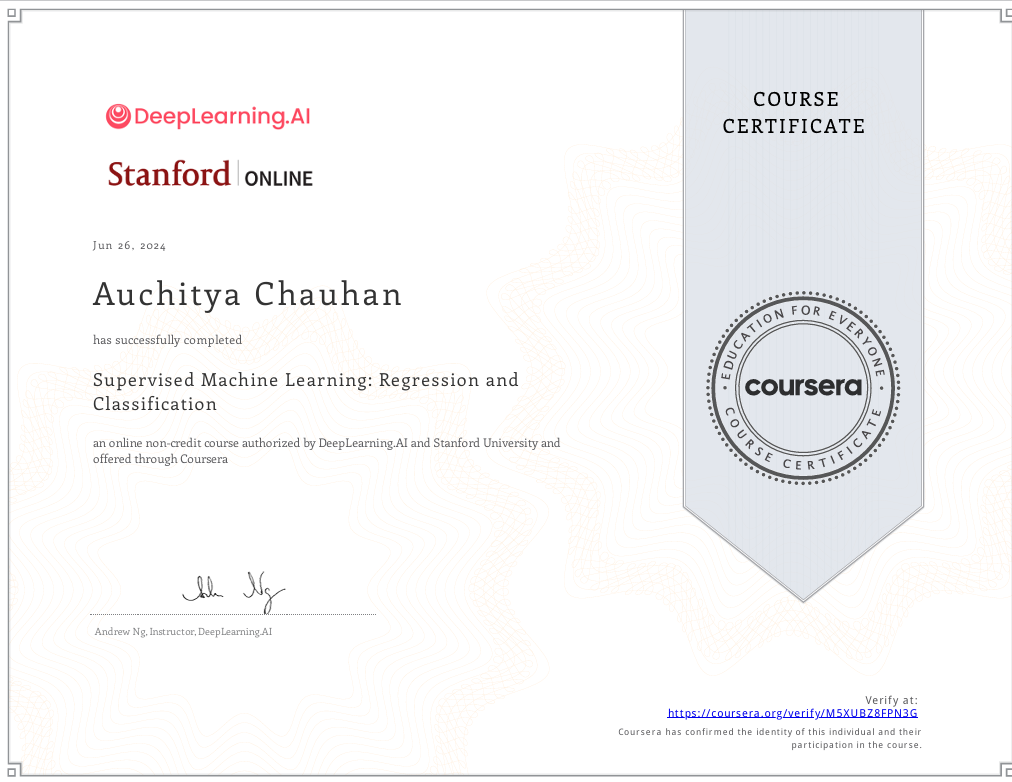 DeepLearning.AI
Stanford | ONLINE
COURSE
CERTIFICATE
Jun 26, 2024
Auchitya Chauhan
has successfully completed
Supervised Machine Learning: Regression and
Classification
an online non-credit course authorized by DeepLearning.AI and Stanford University and
offered through Coursera
EDUCATION FOR EVERYONE
coursera
COURSE CERTIFICATE
Andrew Ng, Instructor, DeepLearning.AI
Verify at:
https://coursera.org/verify/M5XUBZ8FPN3G
Coursera has confirmed the identity of this individual and their
participation in the course.